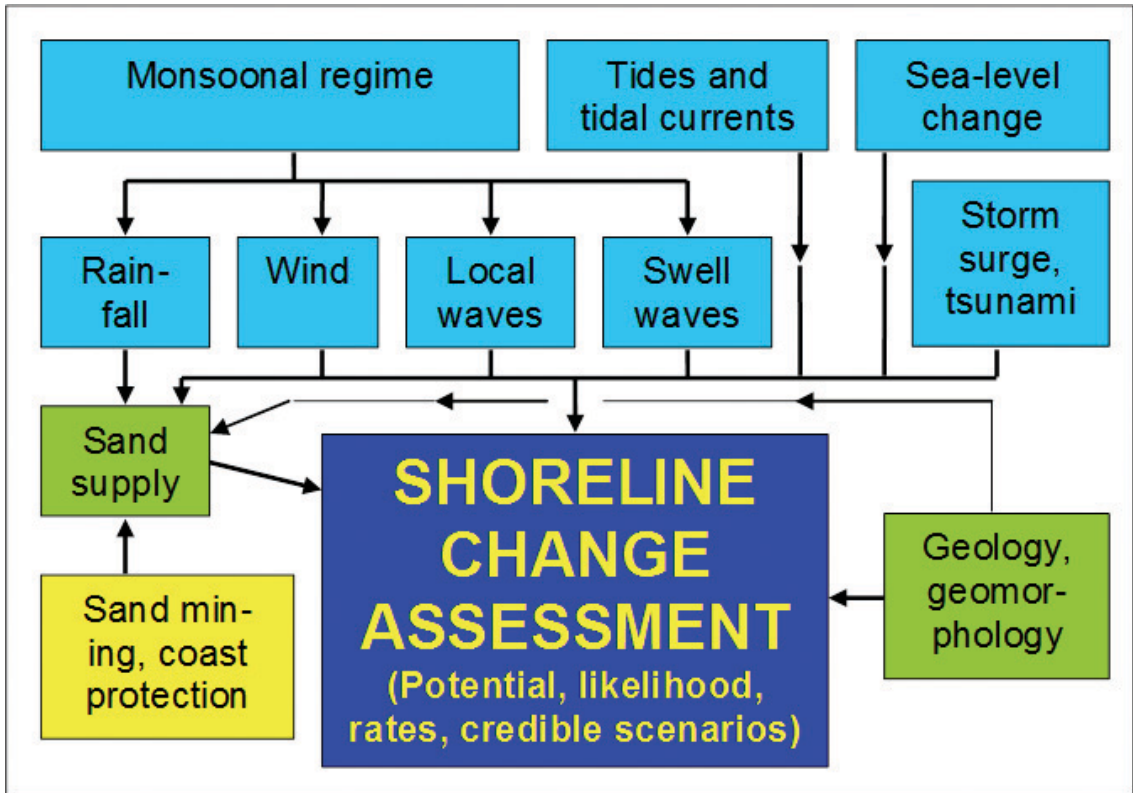 Monsoonal regime
Tides and
tidal currents
Sea-level
change
Rain-
fall
Wind
Local
waves
Swell
waves
Storm
surge,
tsunami
Sand
supply
SHORELINE
CHANGE
ASSESSMENT
(Potential, likelihood,
rates, credible scenarios)
Geology,
geomor-
phology
Sand min-
ing, coast
protection